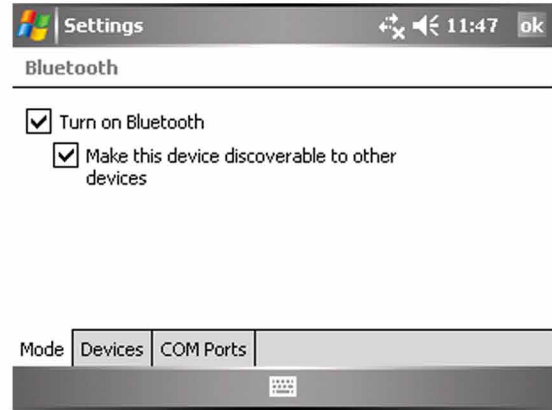 Settings 11:47 ok
Bluetooth
Turn on Bluetooth
Make this device discoverable to other
devices
Mode Devices COM Ports